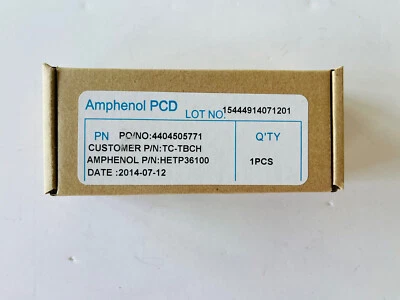 Amphenol PCD
LOT NO: 15444914071201
PN PO/NO:4404505771 Q'TY
CUSTOMER P/N:TC-TBCH
AMPHENOL P/N:HETP36100 1PCS
DATE :2014-07-12